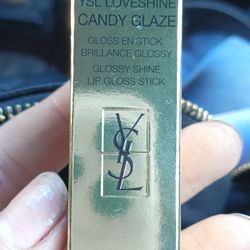 YSL LOVESHINE
CANDY GLAZE
GLOSS EN STICK
BRILLANCE GLOSSY
GLOSSY SHINE
LIP GLOSS STICK
YSL